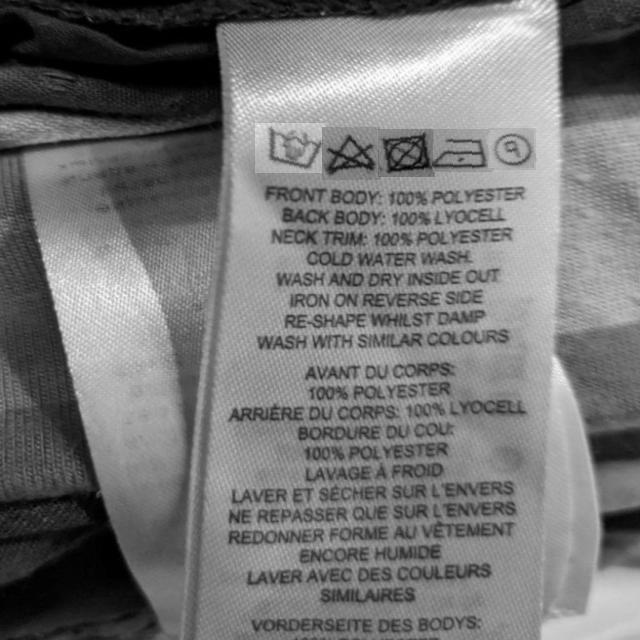 FRONT BODY: 100% POLYESTER
BACK BODY: 100% LYOCELL
NECK TRIM: 100% POLYESTER
COLD WATER WASH.
WASH AND DRY INSIDE OUT
IRON ON REVERSE SIDE
RE-SHAPE WHILST DAMP
WASH WITH SIMILAR COLOURS
AVANT DU CORPS:
100% POLYESTER
ARRIÉRE DU CORPS: 100% LYOCELL
BORDURE DU COU:
100% POLYESTER
LAVAGE À FROID
LAVER ET SÉCHER SUR L'ENVERS
NE REPASSER QUE SUR L'ENVERS
REDONNER FORME AU VÊTEMENT
ENCORE HUMIDE
LAVER AVEC DES COULEURS
SIMILAIRES
VORDERSEITE DES BODYS: